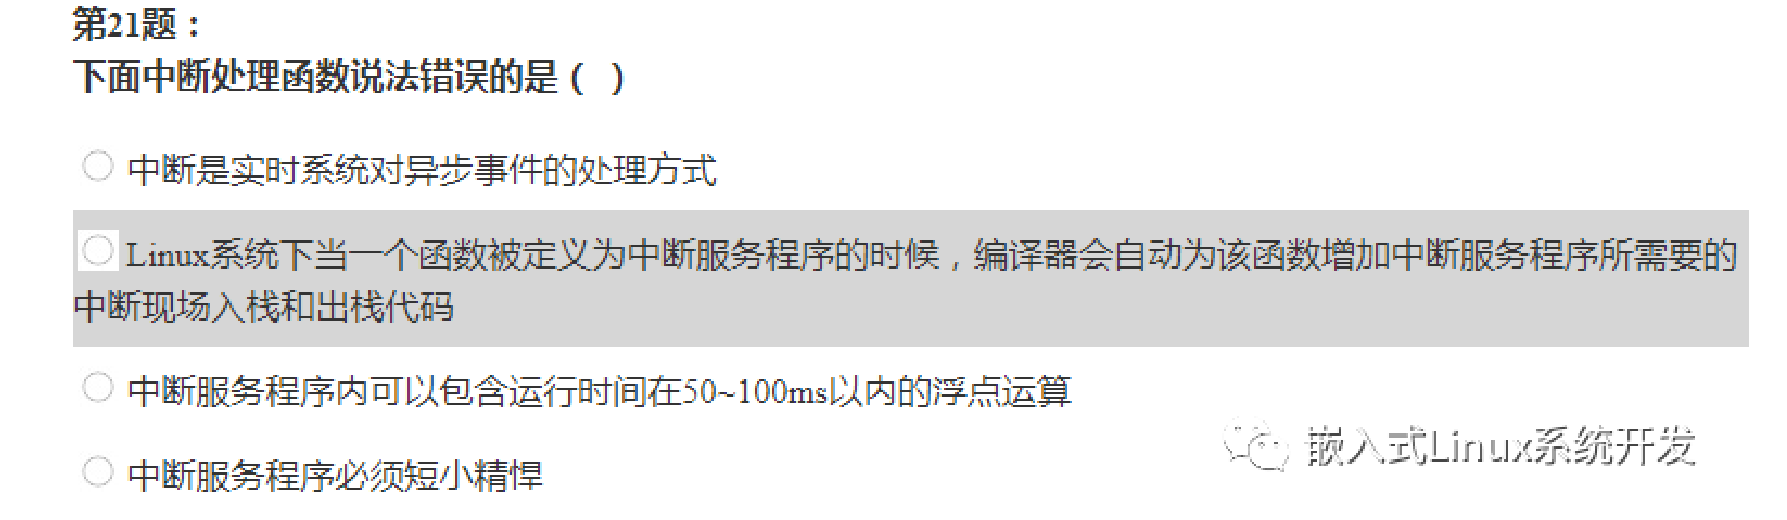 第21题：
下面中断处理函数说法错误的是（ ）
中断是实时系统对异步事件的处理方式
Linux系统下当一个函数被定义为中断服务程序的时候，编译器会自动为该函数增加中断服务程序所需要的
中断现场入栈和出栈代码
中断服务程序内可以包含运行时间在50~100ms以内的浮点运算
嵌入式Linux系统开发
中断服务程序必须短小精悍